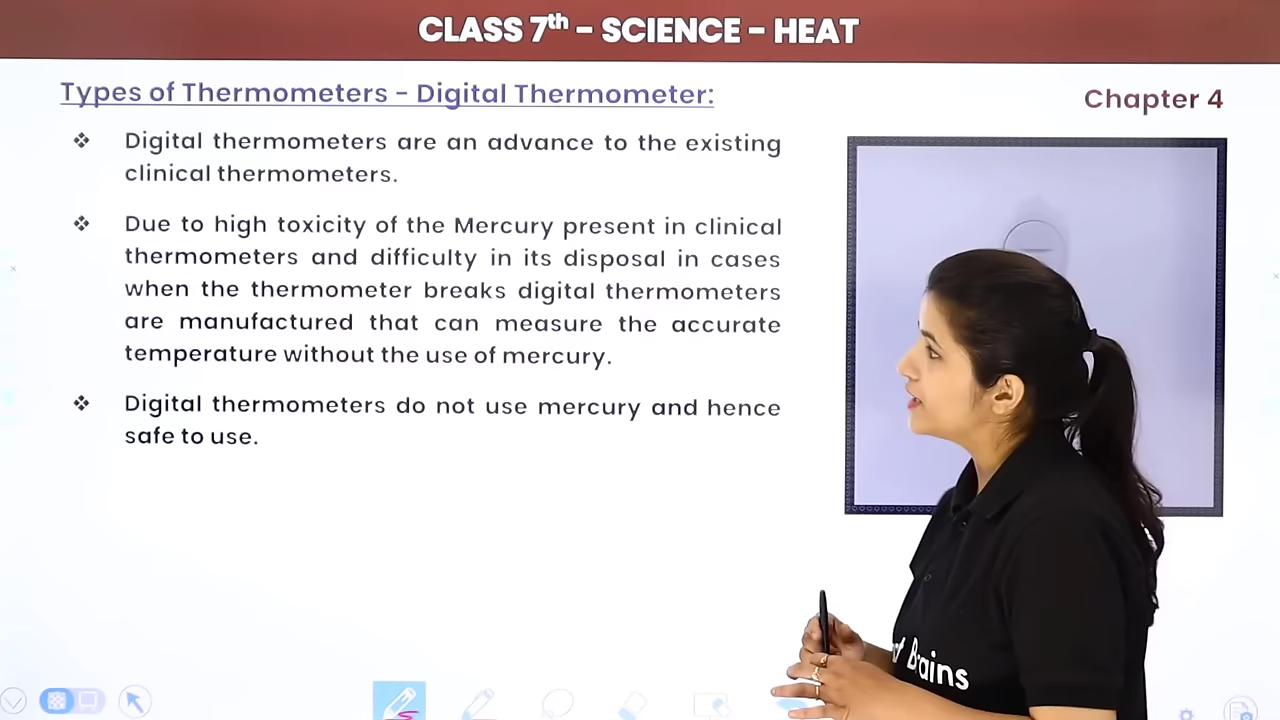 CLASS 7th - SCIENCE - HEAT
Types of Thermometers - Digital Thermometer:
Chapter 4
❖ Digital thermometers are an advance to the existing
clinical thermometers.
❖ Due to high toxicity of the Mercury present in clinical
thermometers and difficulty in its disposal in cases
when the thermometer breaks digital thermometers
are manufactured that can measure the accurate
temperature without the use of mercury.
❖ Digital thermometers do not use mercury and hence
safe to use.
Brains